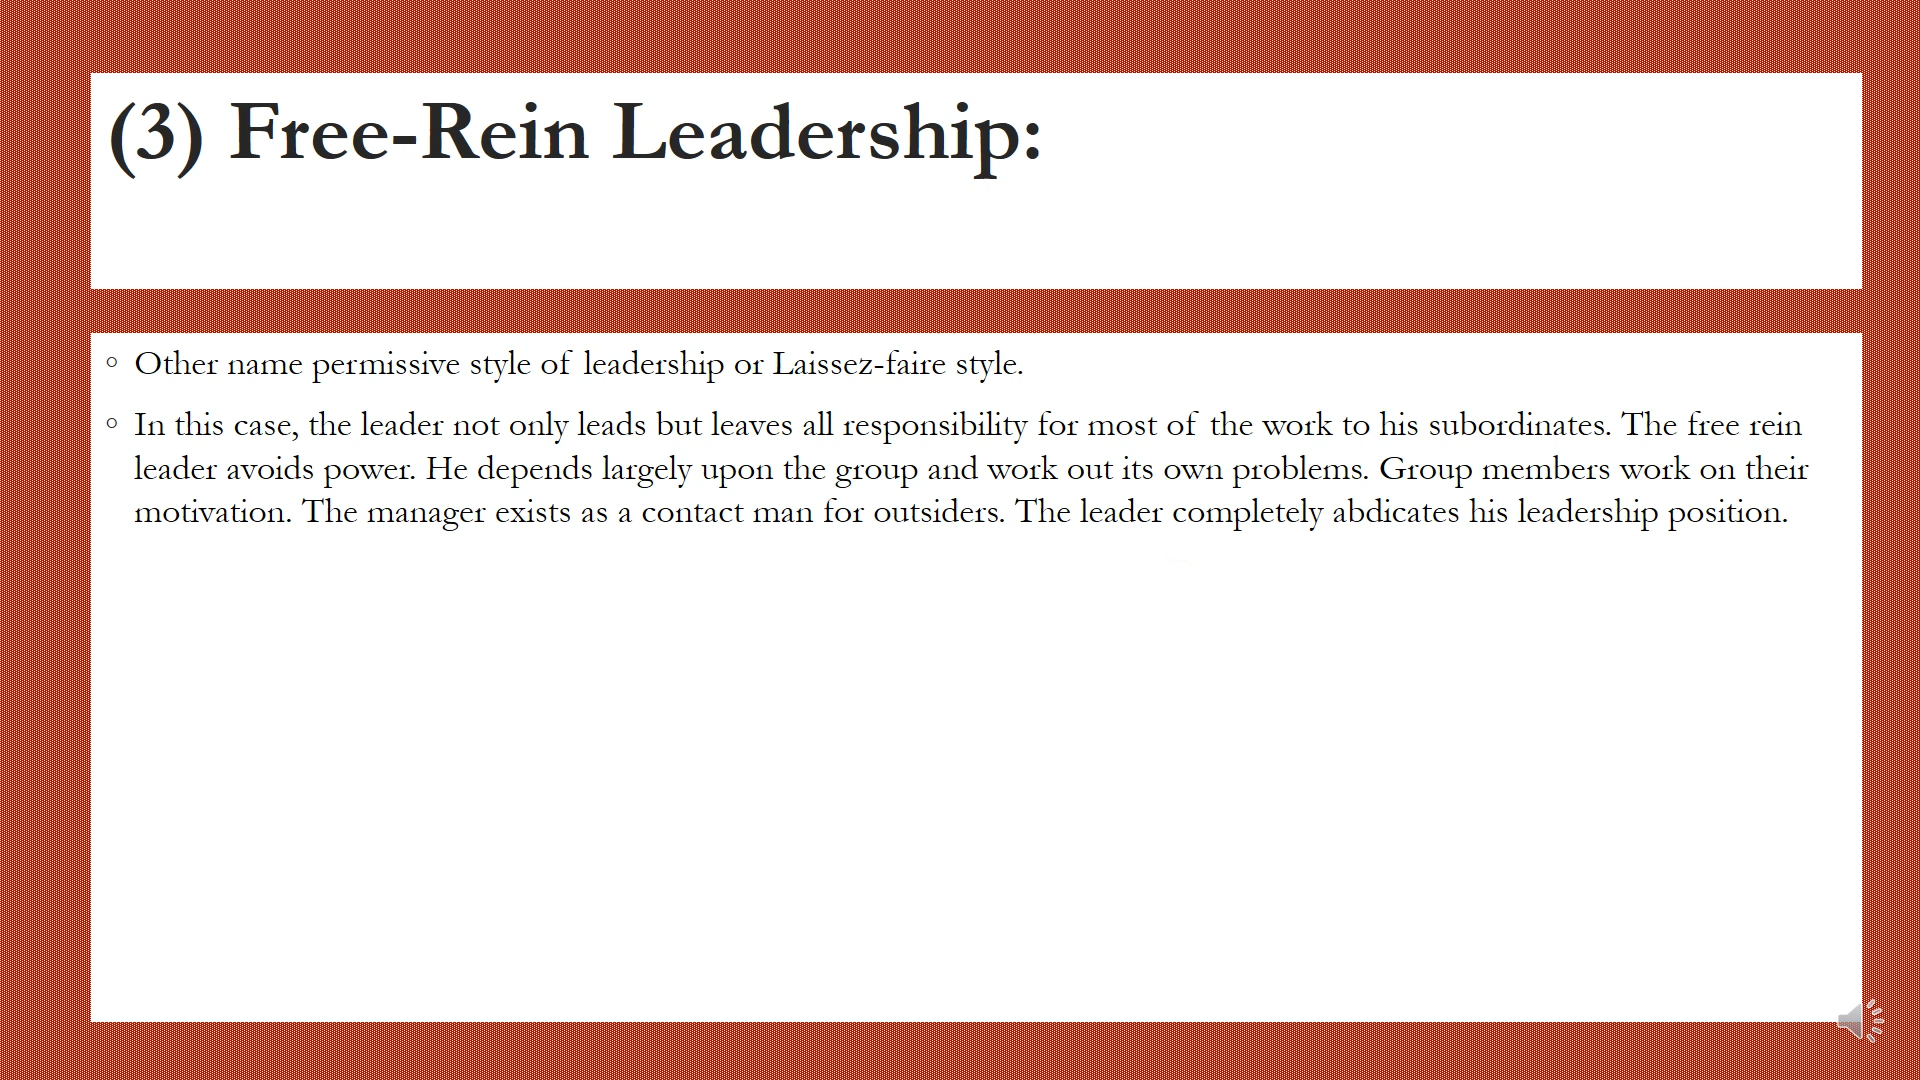 (3) Free-Rein Leadership:
◦ Other name permissive style of leadership or Laissez-faire style.
◦ In this case, the leader not only leads but leaves all responsibility for most of the work to his subordinates. The free rein
leader avoids power. He depends largely upon the group and work out its own problems. Group members work on their
motivation. The manager exists as a contact man for outsiders. The leader completely abdicates his leadership position.